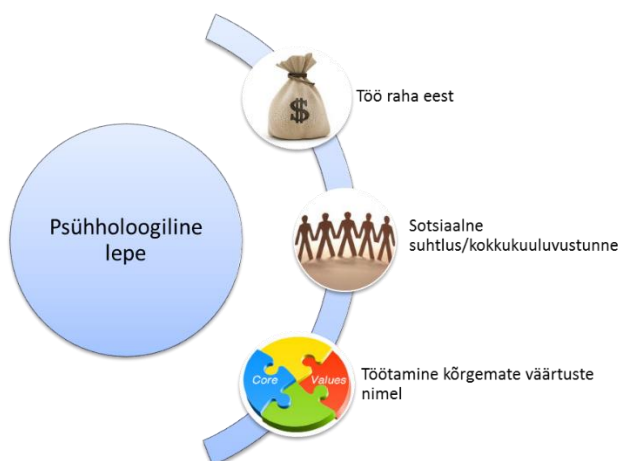 Töö raha eest
$
Psühholoogiline
lepe
Sotsiaalne
suhtlus/kokkukuuluvustunne
Core Values
Töötamine kõrgemate väärtuste
nimel